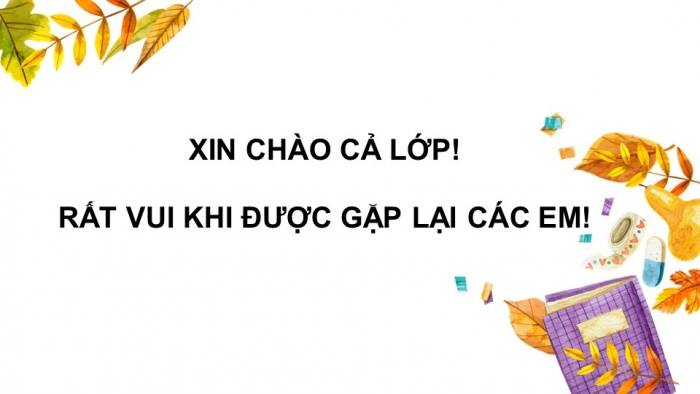 XIN CHÀO CẢ LỚP!
RẤT VUI KHI ĐƯỢC GẶP LẠI CÁC EM!